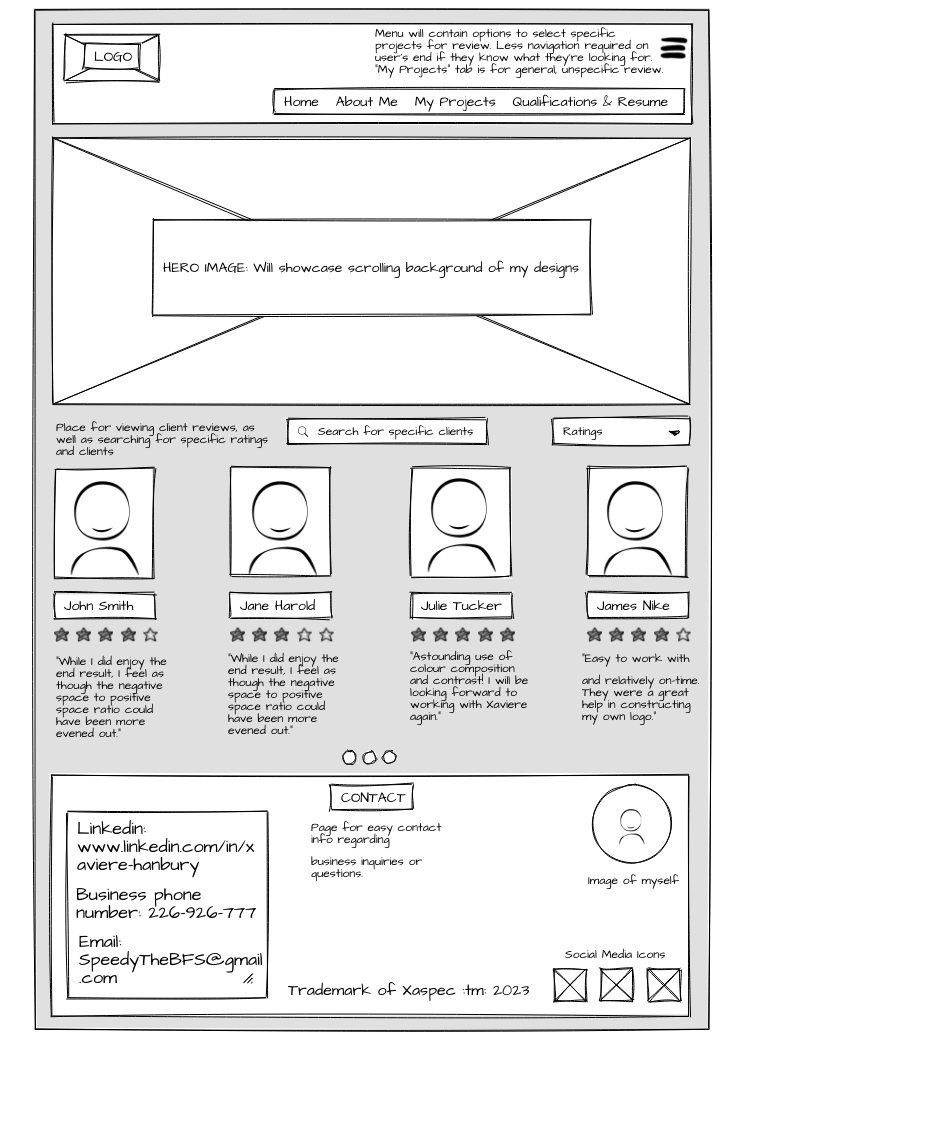 LOGO
Menu will contain options to select specific
projects for review. Less navigation required on
user's end if they know what they're looking for.
"My Projects" tab is for general, unspecific review.
Home About Me My Projects Qualifications & Resume
HERO IMAGE: Will showcase scrolling background of my designs
Place for viewing client reviews, as
well as searching for specific ratings
and clients
Search for specific clients
Ratings
John Smith
"While I did enjoy the
end result, I feel as
though the negative
space to positive
space ratio could
have been more
evened out."
Jane Harold
"While I did enjoy the
end result, I feel as
though the negative
space to positive
space ratio could
have been more
evened out."
Julie Tucker
"Astounding use of
colour composition
and contrast! I will be
looking forward to
working with Xaviere
again."
James Nike
"Easy to work with
and relatively on-time.
They were a great
help in constructing
my own logo."
CONTACT
Linkedin:
www.linkedin.com/in/x
aviere-hanbury
Business phone
number: 226-926-777
Email:
SpeedyTheBFS@gmail
.com
Page for easy contact
info regarding
business inquiries or
questions.
Image of myself
Social Media Icons
Trademark of Xaspec :tm: 2023